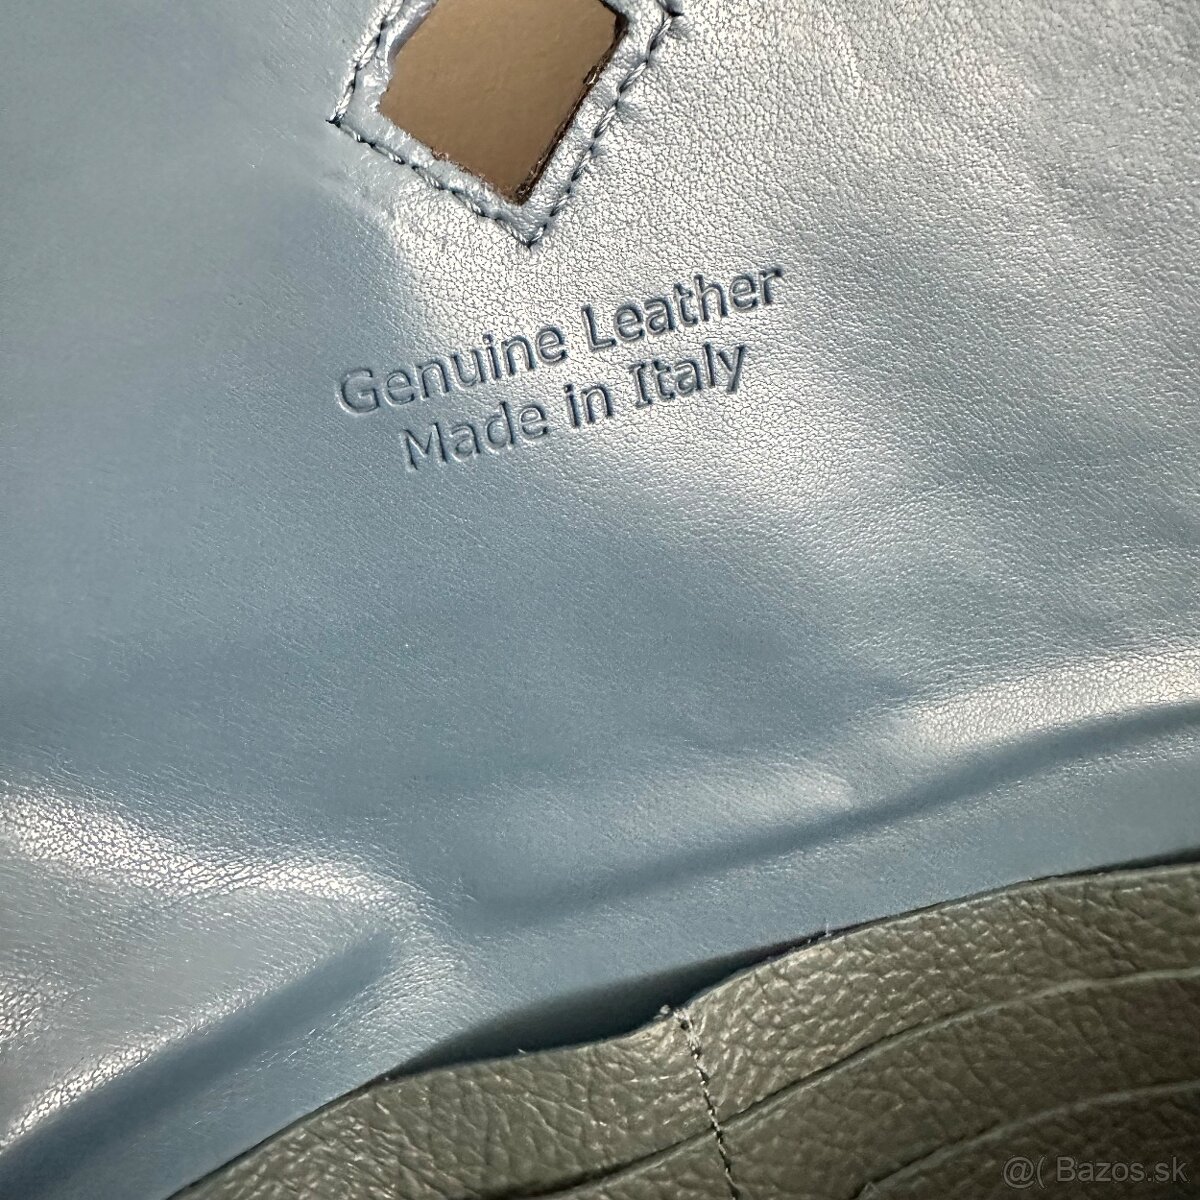 Genuine Leather
Made in Italy
@( Bazos.sk